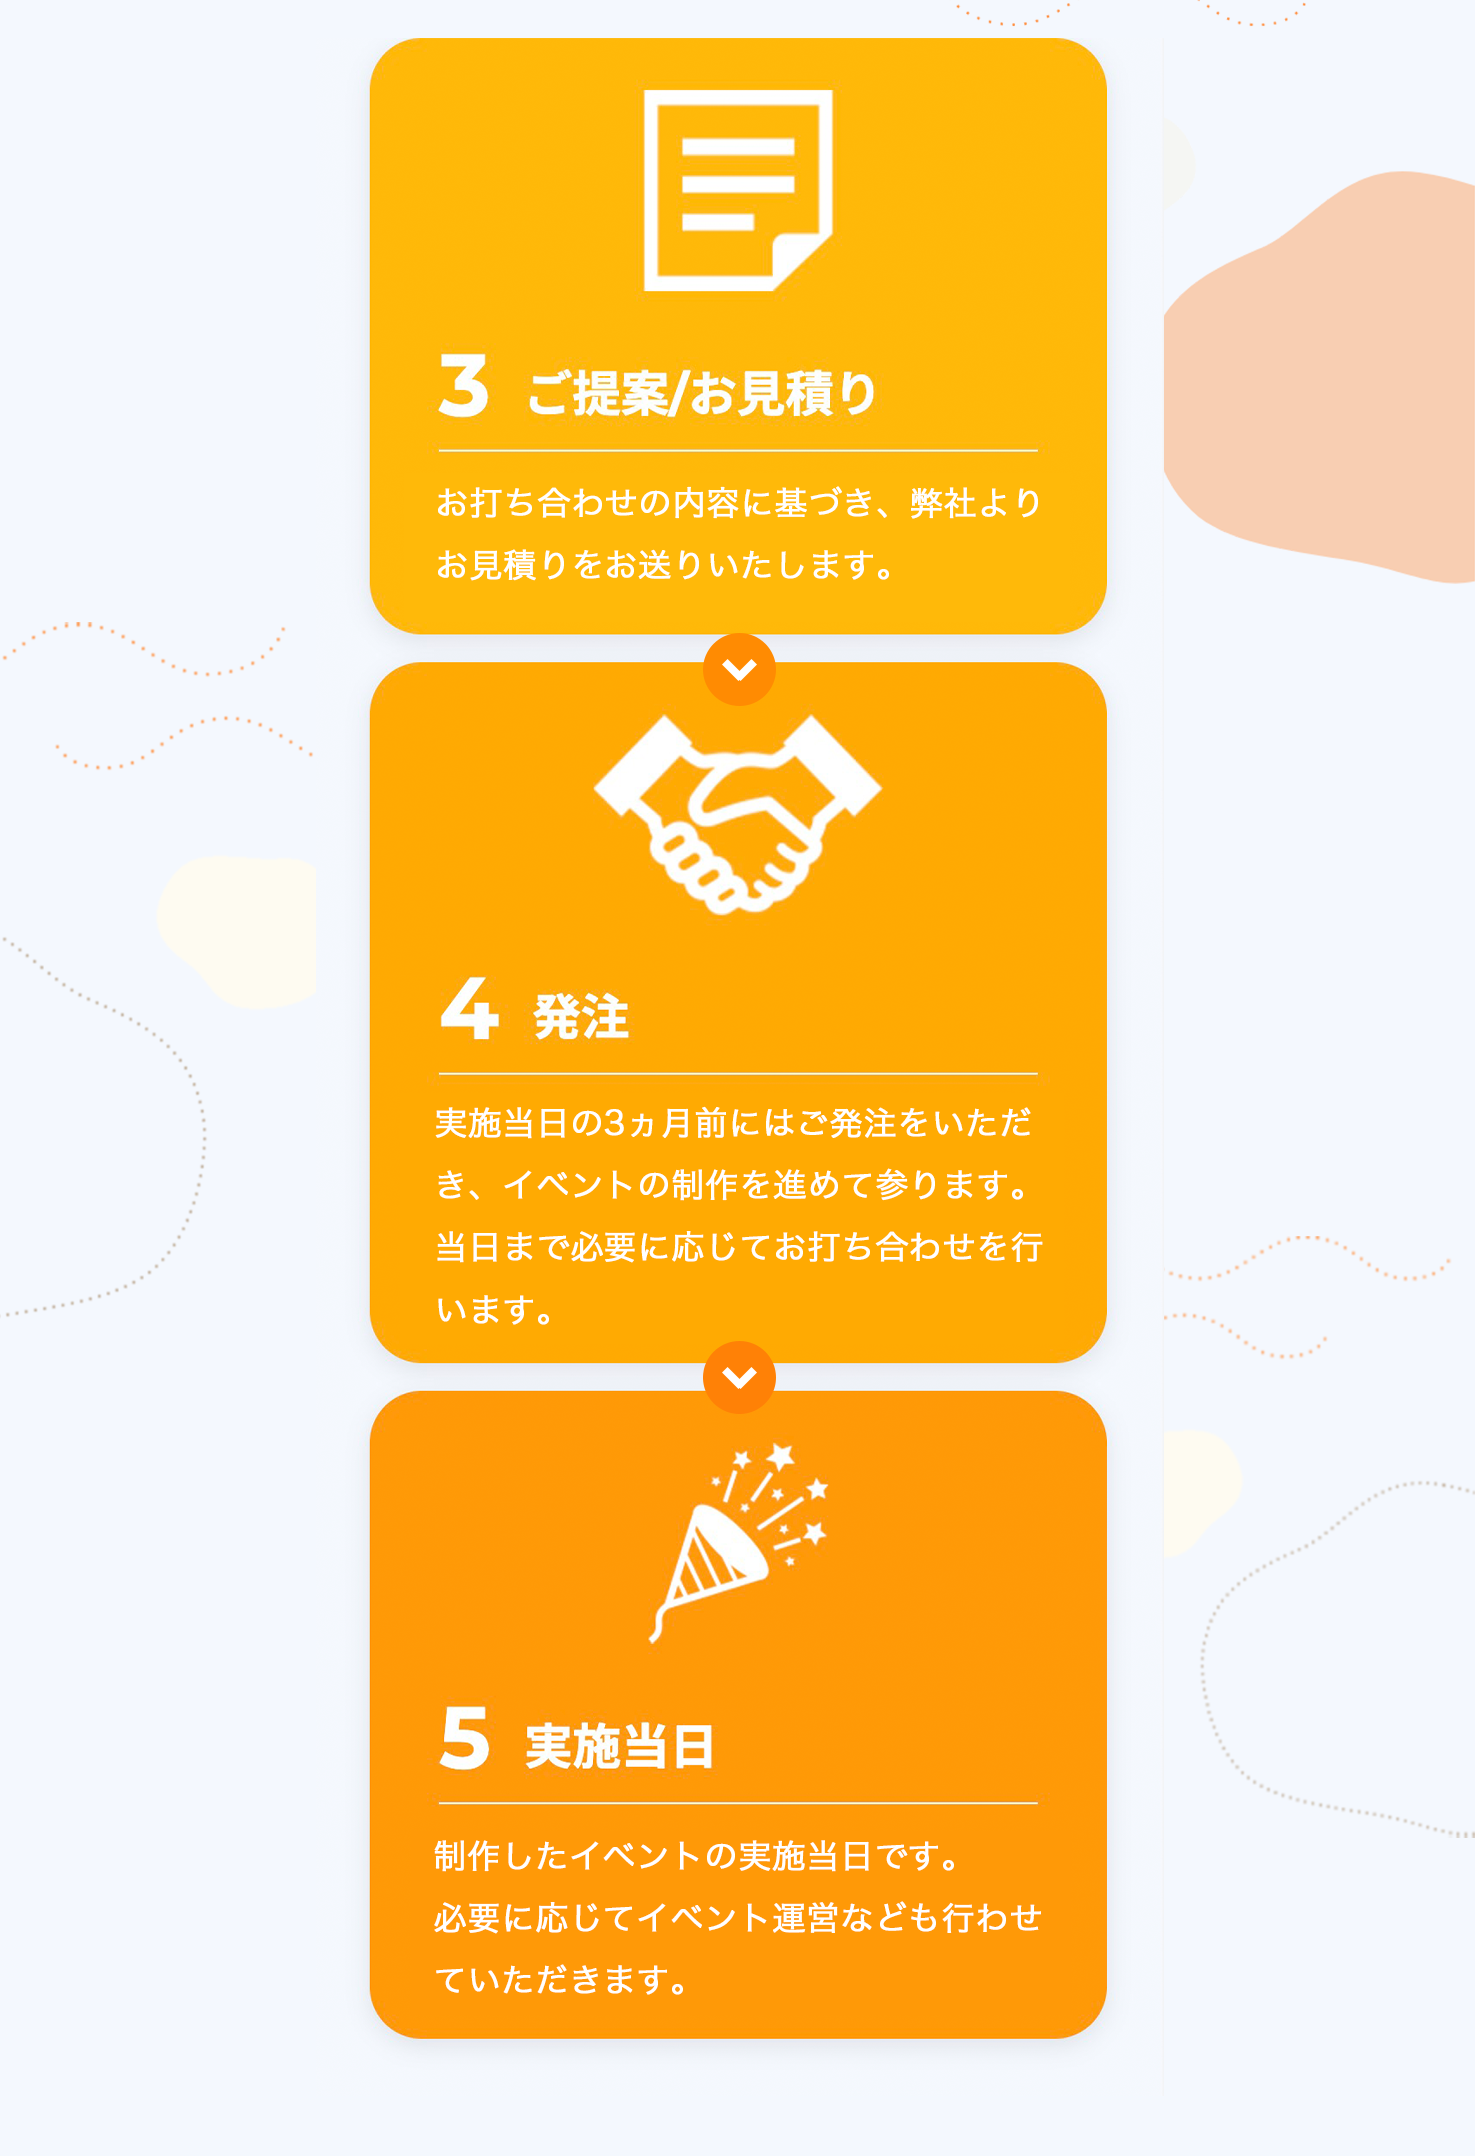 3 ご提案/お見積り
お打ち合わせの内容に基づき、弊社より
お見積りをお送りいたします。
4 発注
実施当日の3ヵ月前にはご発注をいただ
き、イベントの制作を進めて参ります。
当日まで必要に応じてお打ち合わせを行
います。
5 実施当日
制作したイベントの実施当日です。
必要に応じてイベント運営なども行わせ
ていただきます。